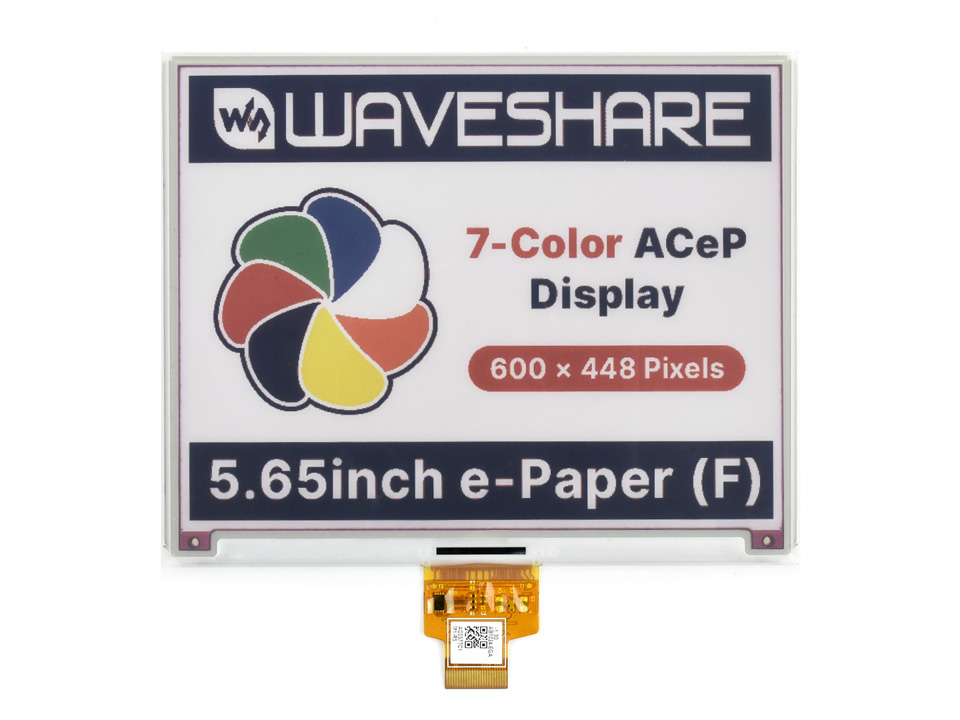 WAVESHARE
7-Color ACeP
Display
600 × 448 Pixels
5.65inch e-Paper (F)